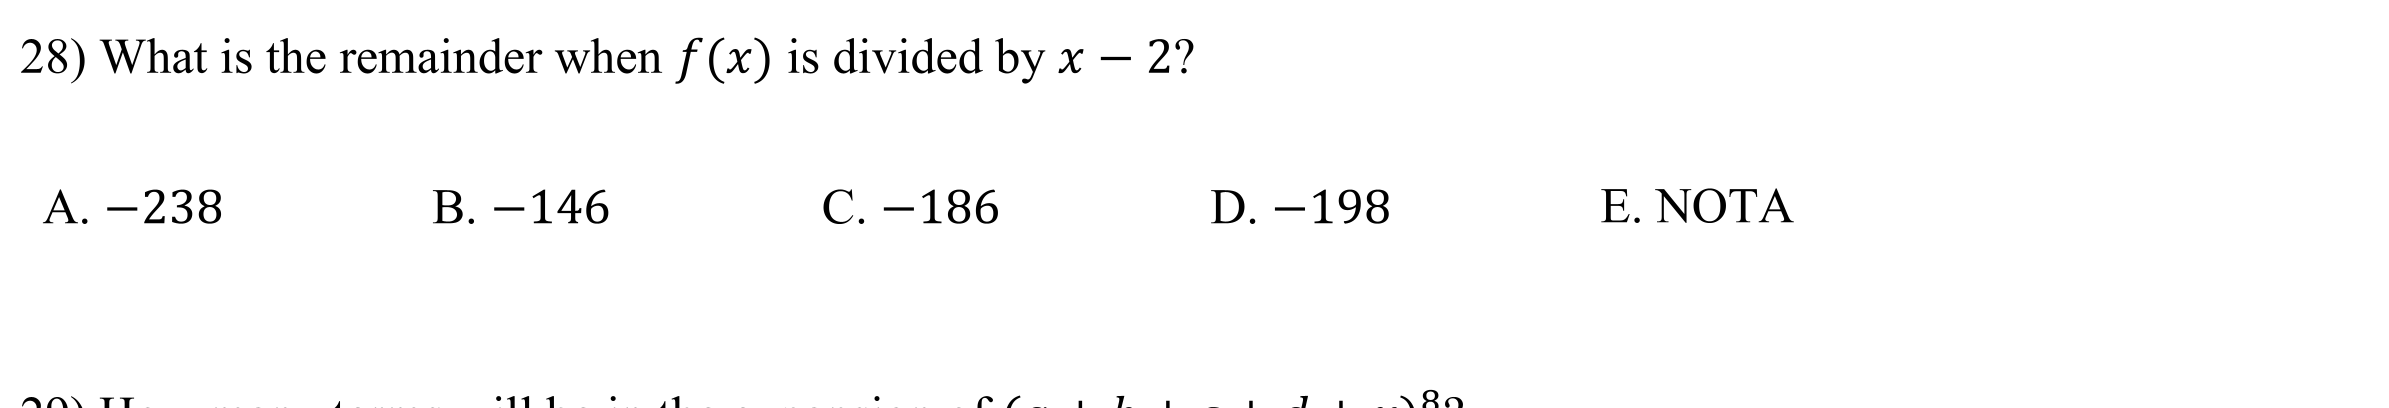 28) What is the remainder when f(x) is divided by x − 2?
A. −238 B. −146 C. −186 D. −198 E. NOTA